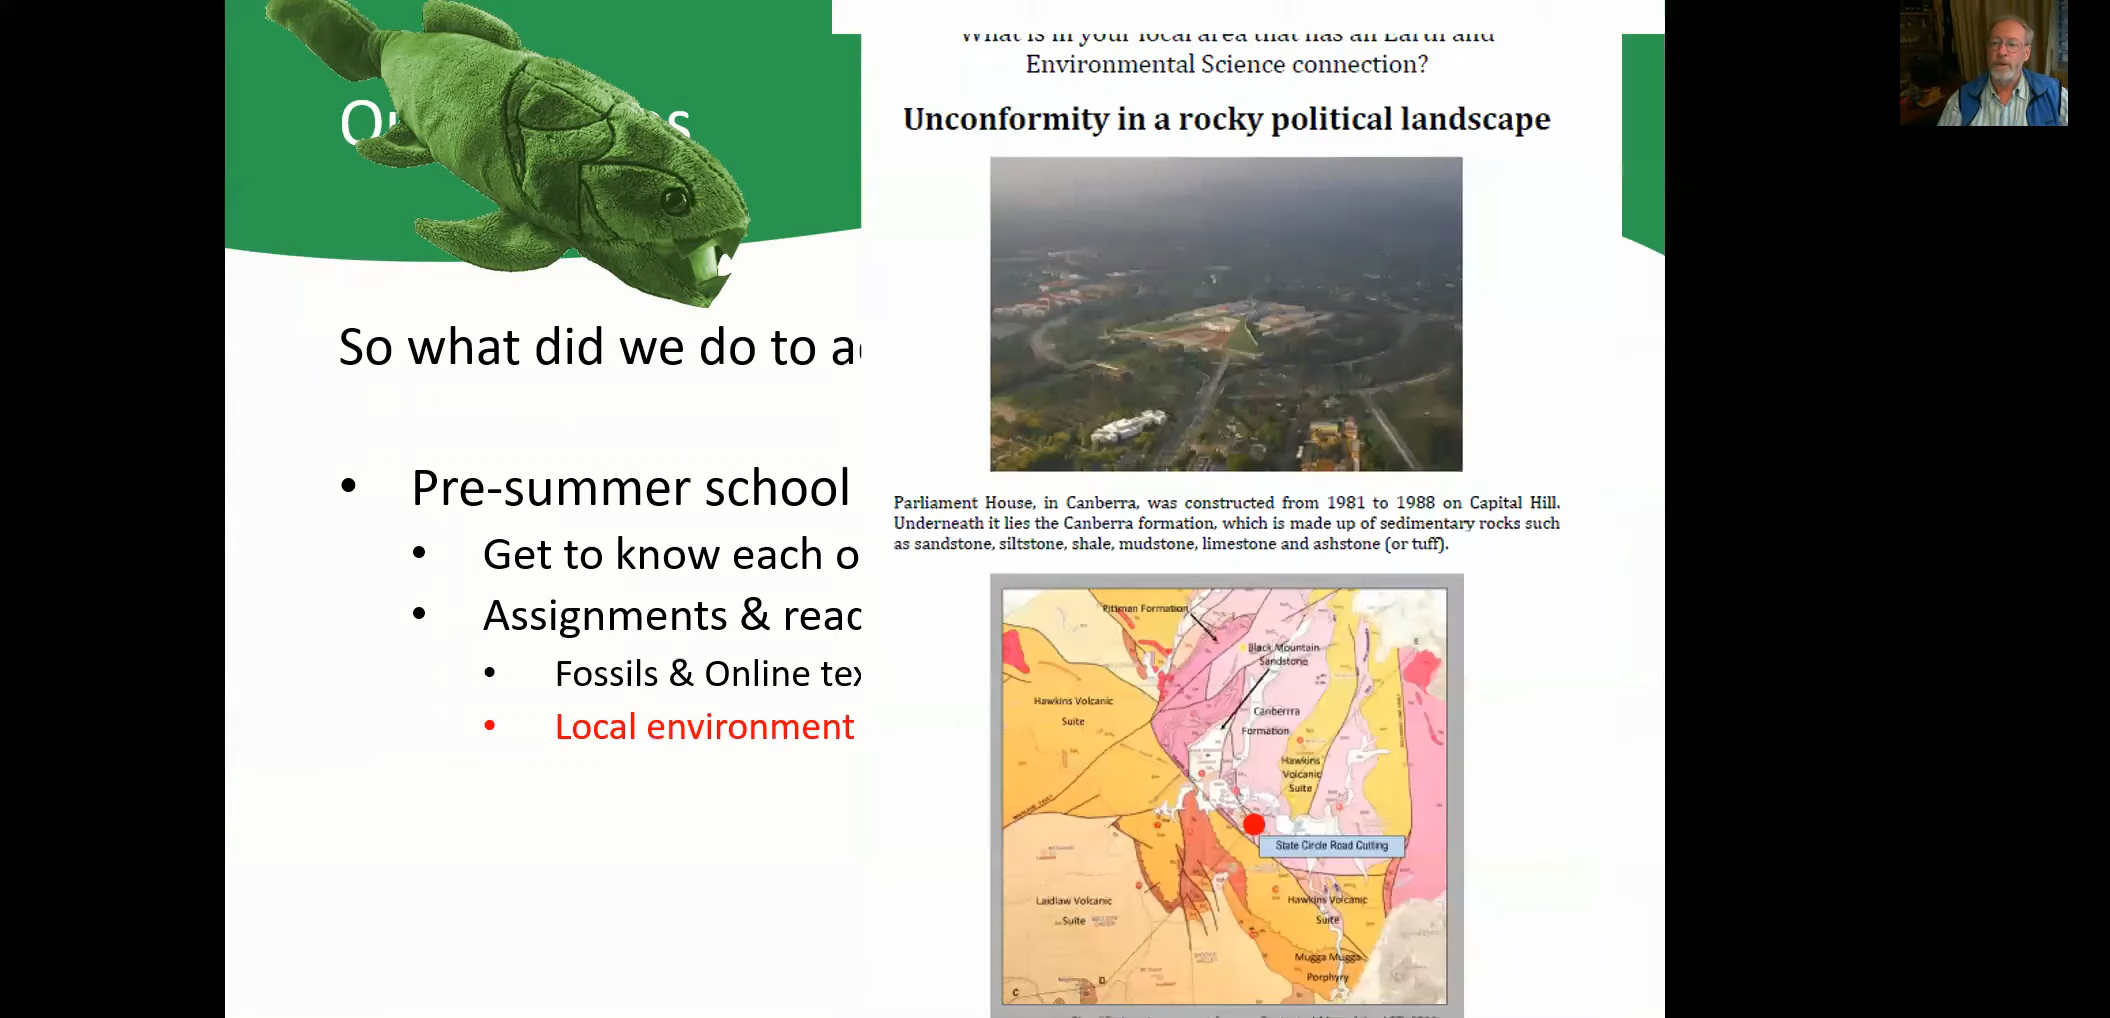 So what did we do to
Pre-summer school
Get to know each
Assignments &
Fossils & Online
Local environment
What is in your local area that has an Earth and
Environmental Science connection?
Unconformity in a rocky political landscape
Parliament House, in Canberra, was constructed from 1981 to 1988 on Capital Hill.
Underneath it lies the Canberra formation, which is made up of sedimentary rocks such
as sandstone, siltstone, shale, mudstone, limestone and ashstone (or tuff).
Pittman Formation
Black Mountain
Sandstone
Hawkins Volcanic
Suite
Canberrra
Formation
Hawkins
Volcanic
Suite
State Circle Road Cutting
Laidlaw Volcanic
Suite
Hawkins Volcanic
Suite
Mugga Mugga
Porphyry
C
D
E